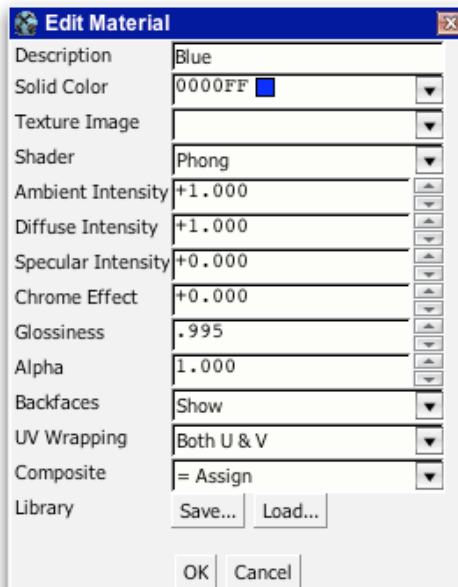 Edit Material
Description Blue
Solid Color 0000FF
Texture Image
Shader Phong
Ambient Intensity +1.000
Diffuse Intensity +1.000
Specular Intensity +0.000
Chrome Effect +0.000
Glossiness .995
Alpha 1.000
Backfaces Show
UV Wrapping Both U & V
Composite = Assign
Library Save... Load...
OK Cancel